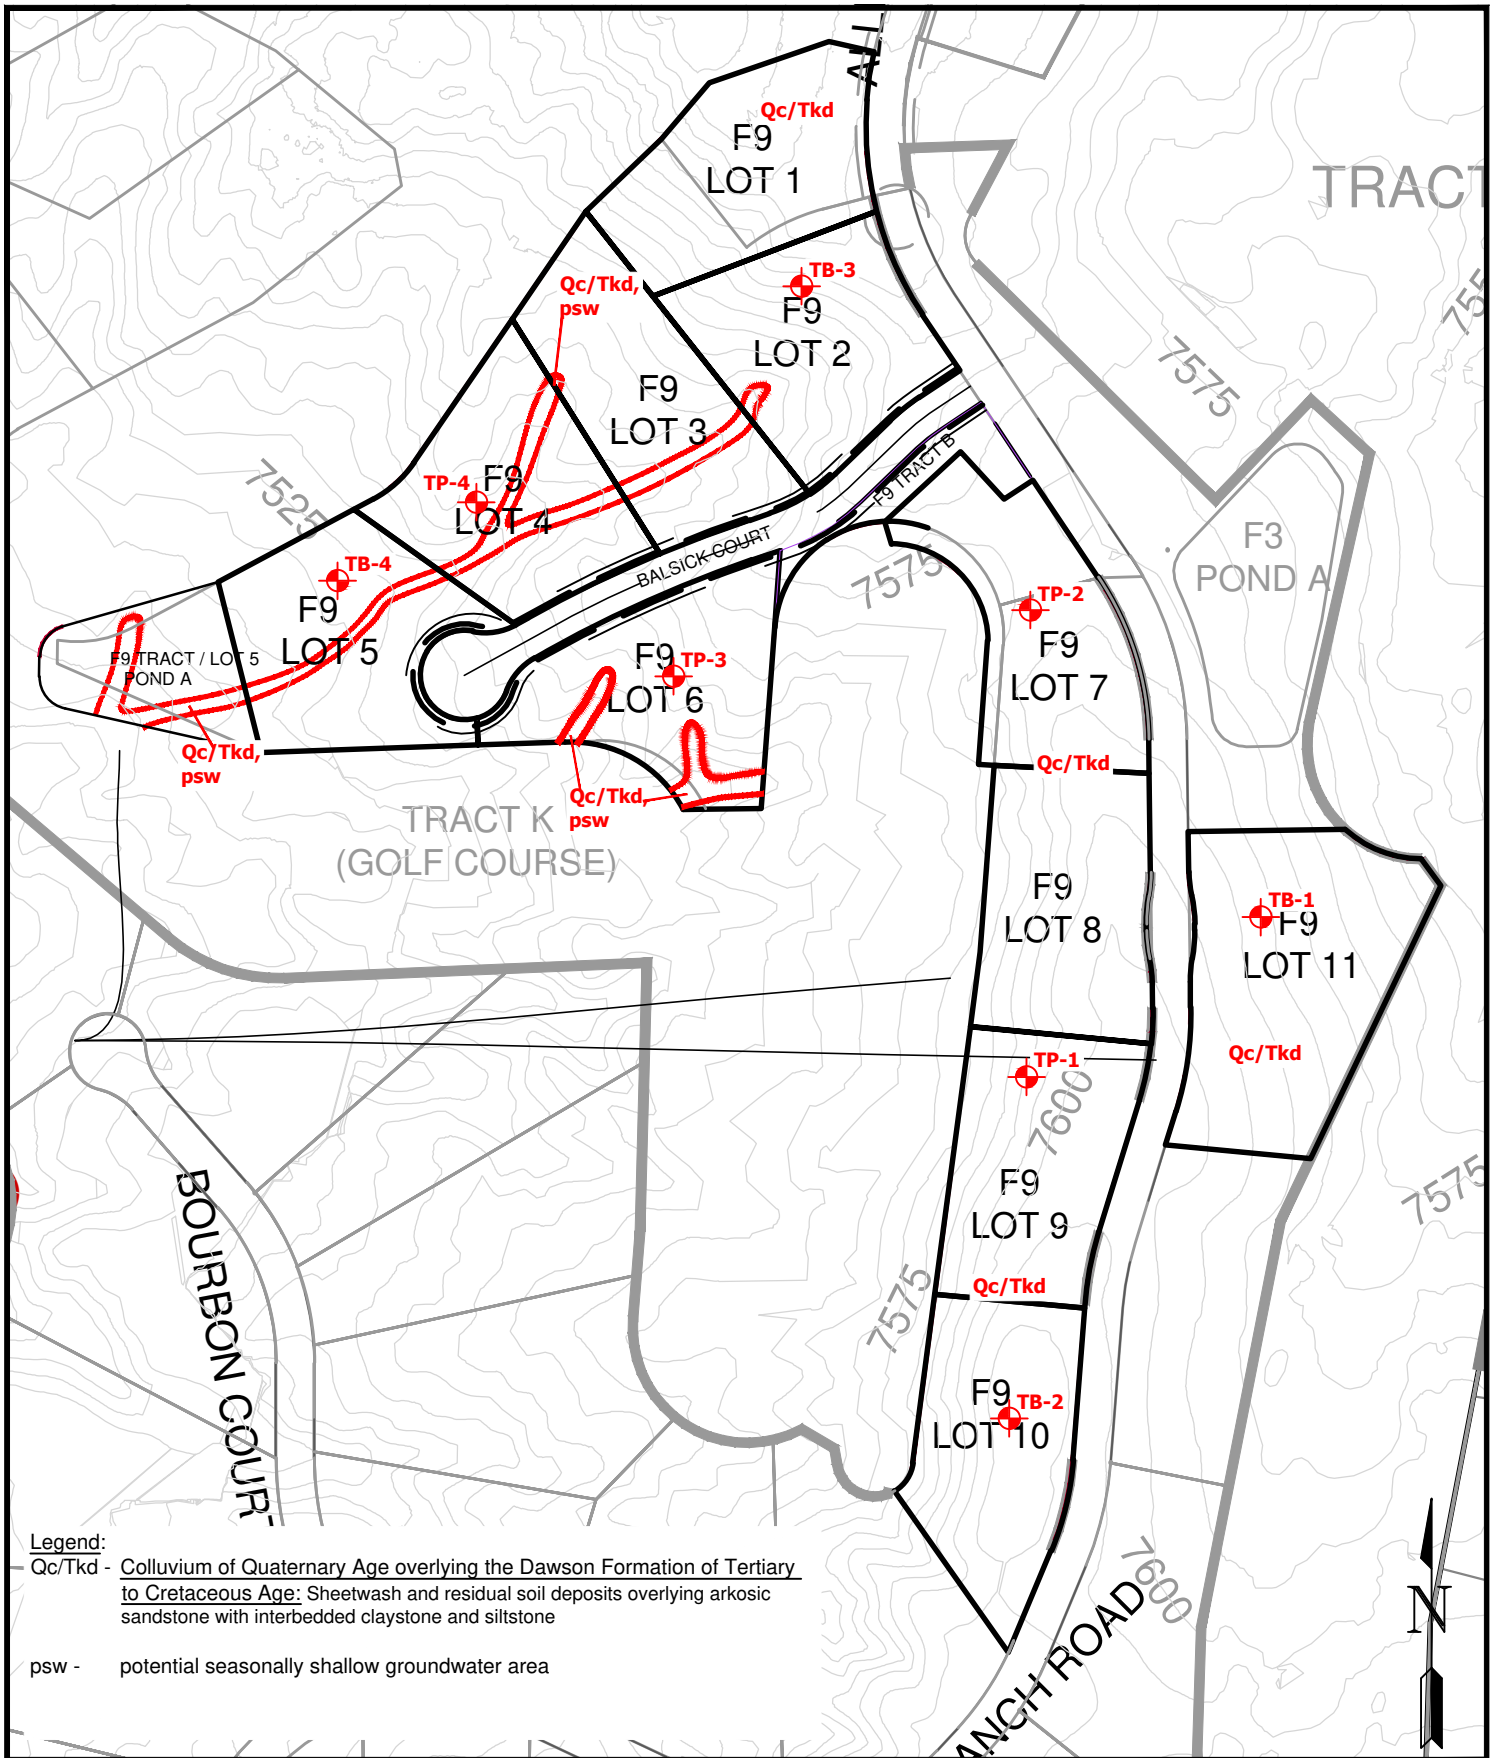 ALL
Qc/Tkd
F9
LOT 1
TRACT
TB-3
F9
LOT 2
Qc/Tkd,
psw
755
7575
F9
LOT 3
F9 TRACT B
TP-4
F9
LOT 4
7525
BALSICK COURT
F3
POND A
7575
TB-4
F9
LOT 5
TP-2
F9
LOT 7
F9 TRACT / LOT 5
POND A
F9
TP-3
LOT 6
Qc/Tkd,
psw
Qc/Tkd
Qc/Tkd,
psw
TRACT K
(GOLF COURSE)
F9
LOT 8
TB-1
F9
LOT 11
Qc/Tkd
TP-1
7600
F9
LOT 9
7575
BOURBON COURT
Qc/Tkd
7575
F9
TB-2
LOT 10
7600
ANCH ROAD
N
Legend:
Qc/Tkd - Colluvium of Quaternary Age overlying the Dawson Formation of Tertiary
to Cretaceous Age: Sheetwash and residual soil deposits overlying arkosic
sandstone with interbedded claystone and siltstone
psw - potential seasonally shallow groundwater area